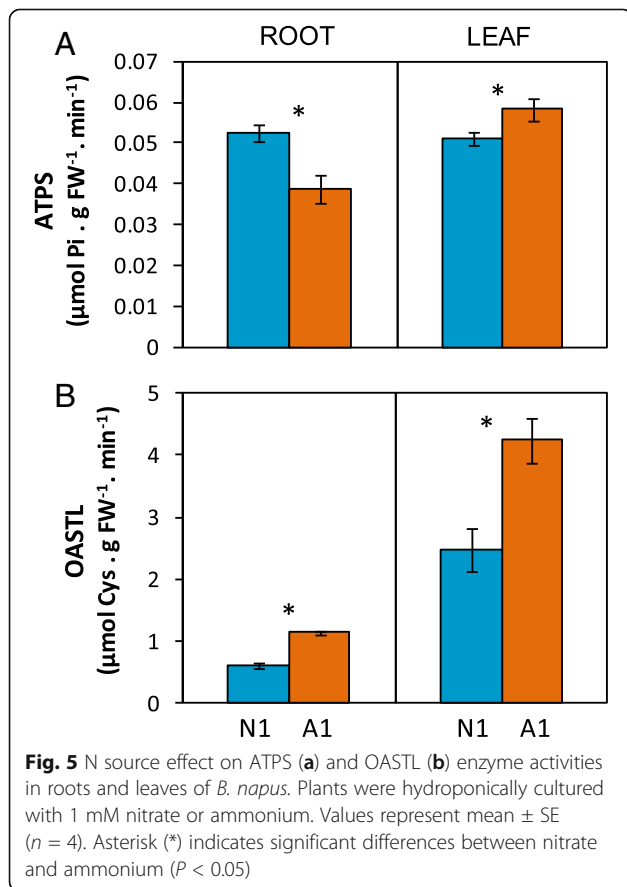 ROOT LEAF
A
ATPS
(µmol Pi . g FW⁻¹. min⁻¹)
0.07
0.06
0.05
0.04
0.03
0.02
0.01
0
* *
B
OASTL
(µmol Cys . g FW⁻¹. min⁻¹)
5
4
3
2
1
0
* *
N1 A1 N1 A1
Fig. 5 N source effect on ATPS (a) and OASTL (b) enzyme activities
in roots and leaves of B. napus. Plants were hydroponically cultured
with 1 mM nitrate or ammonium. Values represent mean ± SE
(n = 4). Asterisk (*) indicates significant differences between nitrate
and ammonium (P < 0.05)